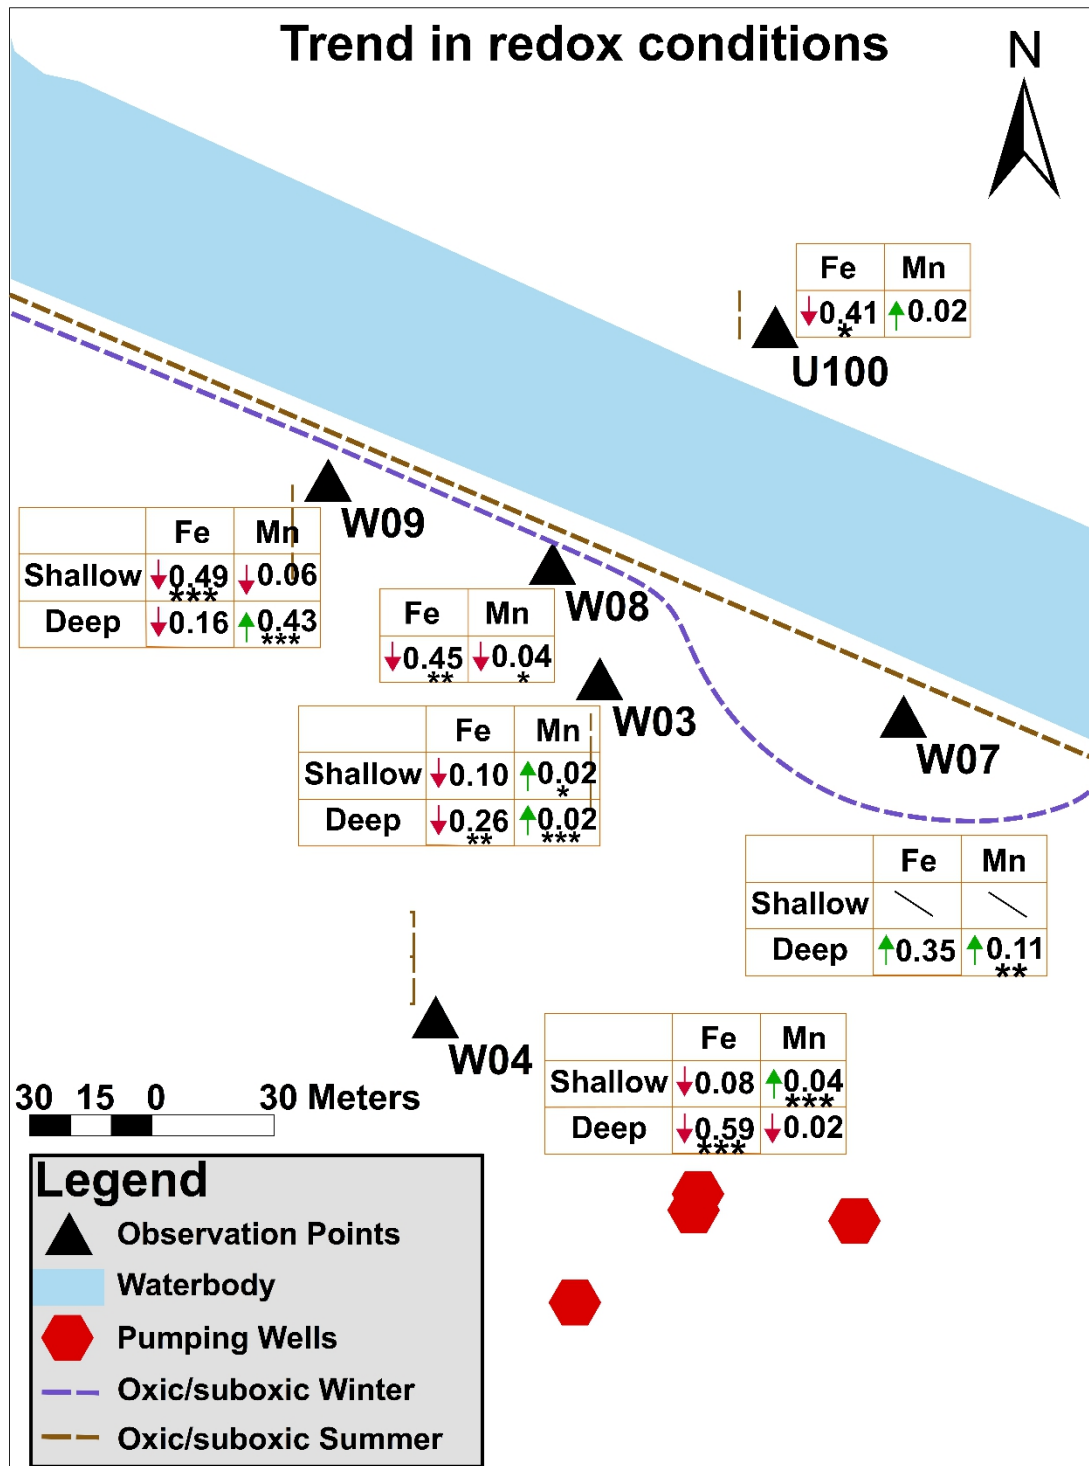 Trend in redox conditions
N
Fe Mn
↓0.41 ↑0.02
*
U100
W09
Fe Mn
Shallow ↓0.49 ↓0.06
***
Deep ↓0.16 ↑0.43
***
W08
Fe Mn
↓0.45 ↓0.04
** *
W03
Fe Mn
Shallow ↓0.10 ↑0.02
*
Deep ↓0.26 ↑0.02
** ***
W07
Fe Mn
Shallow
Deep ↑0.35 ↑0.11
**
W04
Fe Mn
Shallow ↓0.08 ↑0.04
***
Deep ↓0.59 ↓0.02
***
30 15 0 30 Meters
Legend
Observation Points
Waterbody
Pumping Wells
Oxic/suboxic Winter
Oxic/suboxic Summer